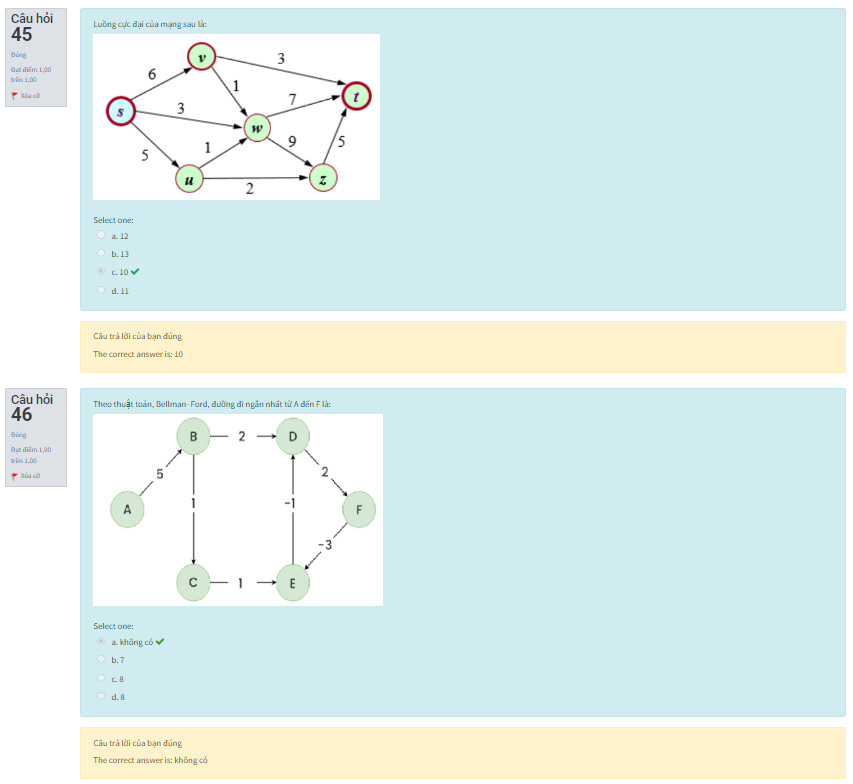 Câu hỏi
45
Đúng
Đạt điểm 1,00
trên 1,00
Xóa cờ
Luồng cực đại của mạng sau là:
v
3
6
1
7
t
s
3
w
1
9
5
5
u
2
z
Select one:
a. 12
b. 13
c. 10
d. 11
Câu trả lời của bạn đúng
The correct answer is: 10
Câu hỏi
46
Đúng
Đạt điểm 1,00
trên 1,00
Xóa cờ
Theo thuật toán, Bellman- Ford, đường đi ngắn nhất từ A đến F là:
B
2
D
5
2
A
1
-1
F
-3
C
1
E
Select one:
a. không có
b. 7
c. 8
d. 8
Câu trả lời của bạn đúng
The correct answer is: không có